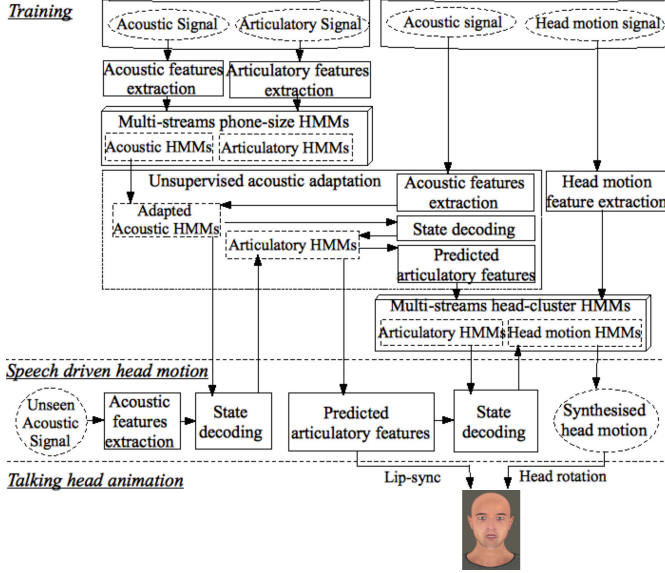 Training
Acoustic Signal
Articulatory Signal
Acoustic signal
Head motion signal
Acoustic features
extraction
Articulatory features
extraction
Multi-streams phone-size HMMs
Acoustic HMMs
Articulatory HMMs
Unsupervised acoustic adaptation
Acoustic features
extraction
Head motion
feature extraction
Adapted
Acoustic HMMs
State decoding
Articulatory HMMs
Predicted
articulatory features
Multi-streams head-cluster HMMs
Articulatory HMMs
Head motion HMMs
Speech driven head motion
Unseen
Acoustic
Signal
Acoustic
features
extraction
State
decoding
Predicted
articulatory features
State
decoding
Synthesised
head motion
Talking head animation
Lip-sync
Head rotation